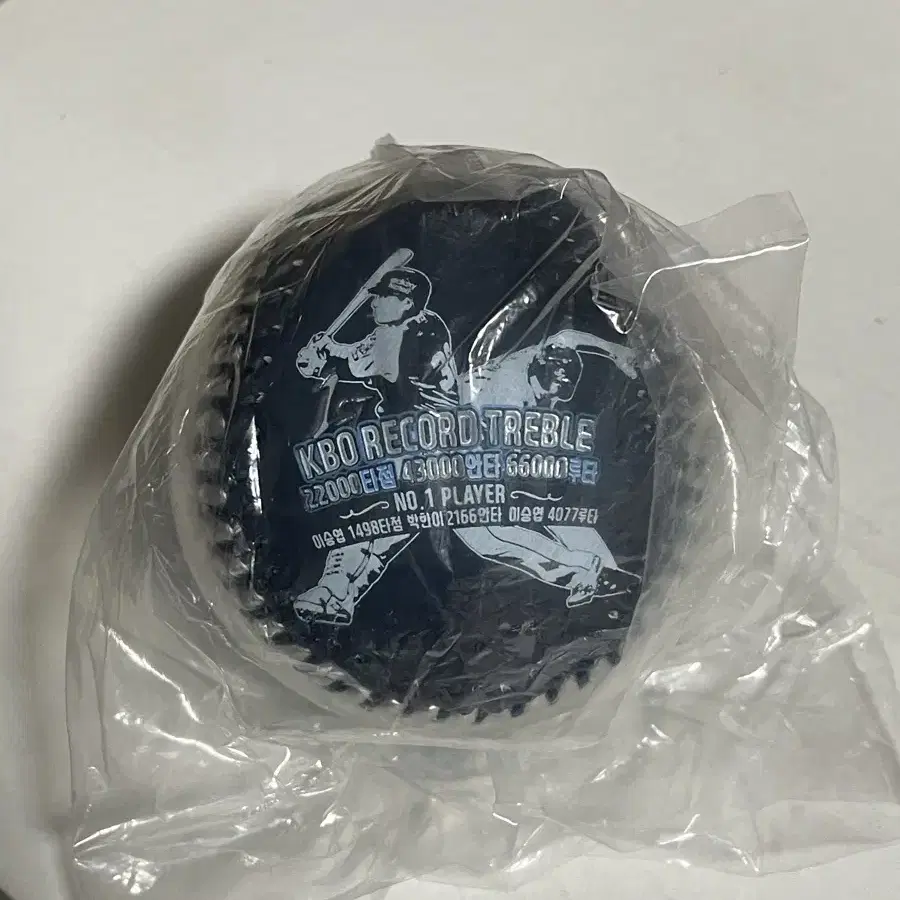 KBO RECORD TREBLE
22000타점 43000안타 66000루타
NO.1 PLAYER
이승엽 1498타점 박한이 2166안타 이승엽 4077루타